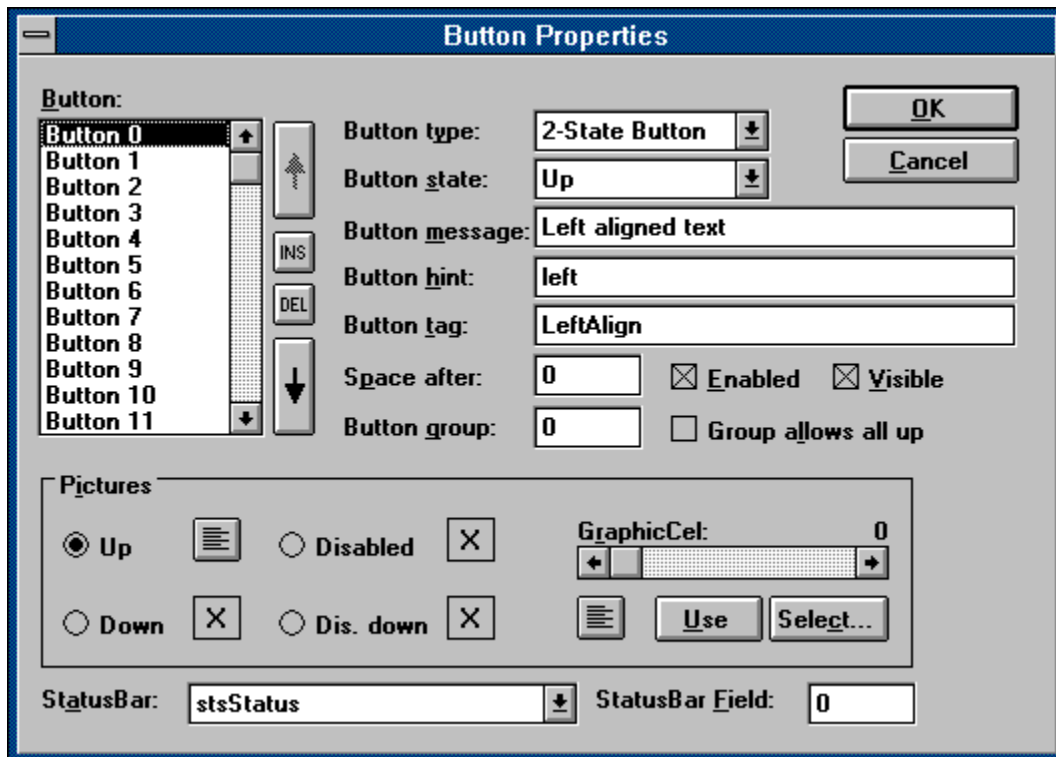 Button Properties
Button:
Button 0
Button 1
Button 2
Button 3
Button 4
Button 5
Button 6
Button 7
Button 8
Button 9
Button 10
Button 11
INS
DEL
Button type: 2-State Button
Button state: Up
Button message: Left aligned text
Button hint: left
Button tag: LeftAlign
Space after: 0 Enabled Visible
Button group: 0 Group allows all up
OK
Cancel
Pictures
Up Disabled
Down Dis. down
GraphicCel: 0
Use Select...
StatusBar: stsStatus StatusBar Field: 0